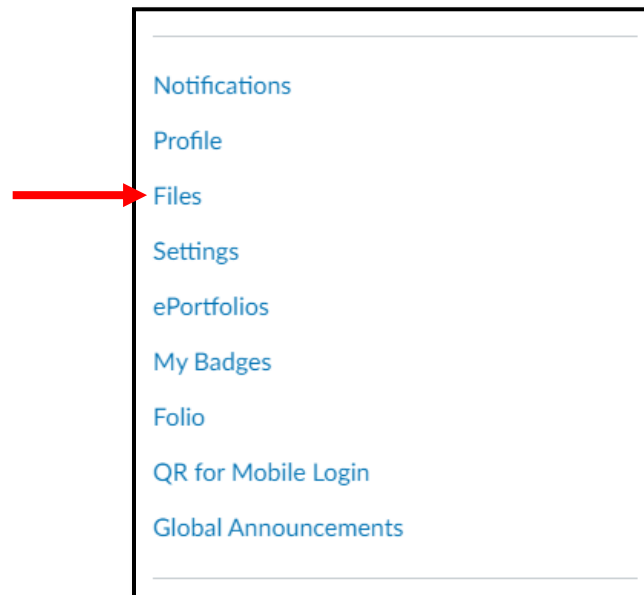 Notifications
Profile
Files
Settings
ePortfolios
My Badges
Folio
QR for Mobile Login
Global Announcements